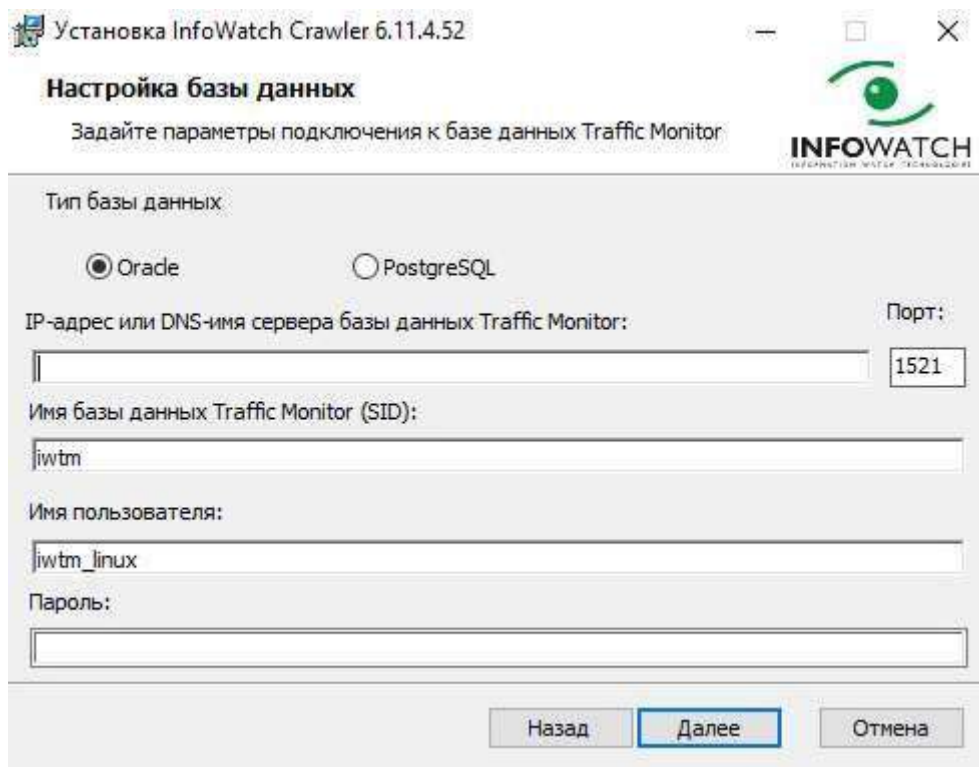 Установка InfoWatch Crawler 6.11.4.52
Настройка базы данных
Задайте параметры подключения к базе данных Traffic Monitor
INFOWATCH
Тип базы данных
Oracle
PostgreSQL
IP-адрес или DNS-имя сервера базы данных Traffic Monitor:
Порт:
1521
Имя базы данных Traffic Monitor (SID):
iwtm
Имя пользователя:
iwtm_linux
Пароль:
Назад
Далее
Отмена